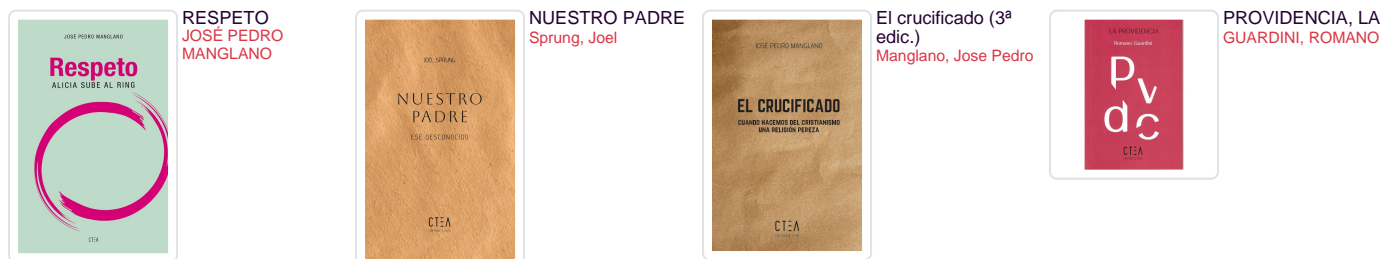 JOSÉ PEDRO MANGLANO
Respeto
ALICIA SUBE AL RING
CTEA
RESPETO
JOSÉ PEDRO
MANGLANO
JOEL SPRUNG
NUESTRO
PADRE
ESE DESCONOCIDO
CTEA
NUESTRO PADRE
Sprung, Joel
JOSÉ PEDRO MANGLANO
EL CRUCIFICADO
CUANDO HACEMOS DEL CRISTIANISMO
UNA RELIGIÓN PEREZA
CTEA
El crucificado (3ª
edic.)
Manglano, Jose Pedro
LA PROVIDENCIA
Romano Guardini
P
v
d
c
CTEA
PROVIDENCIA, LA
GUARDINI, ROMANO